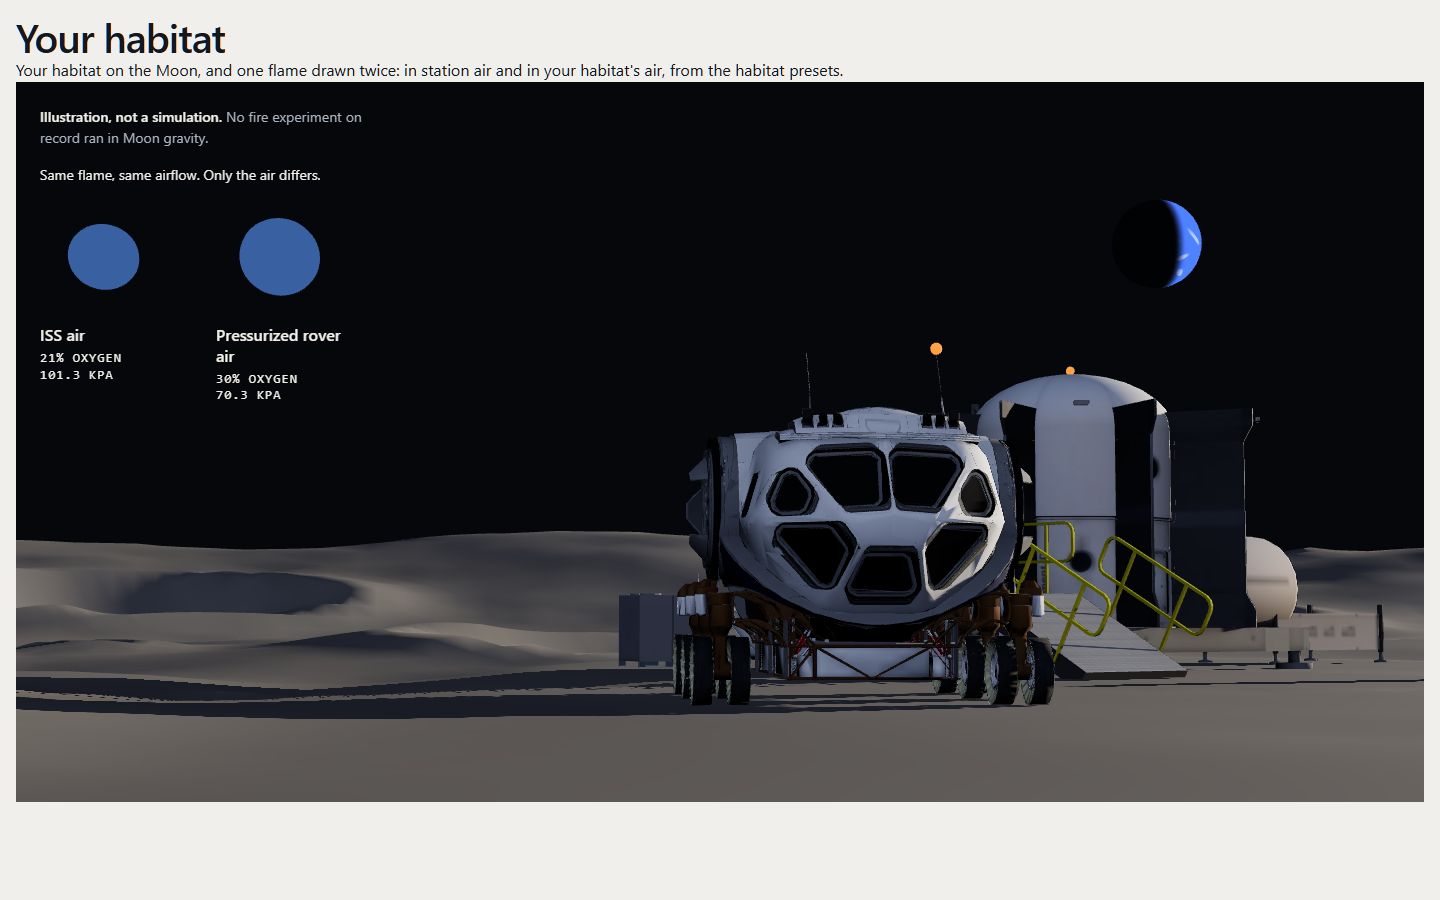 Your habitat
Your habitat on the Moon, and one flame drawn twice: in station air and in your habitat's air, from the habitat presets.
Illustration, not a simulation. No fire experiment on
record ran in Moon gravity.
Same flame, same airflow. Only the air differs.
ISS air
21% OXYGEN
101.3 KPA
Pressurized rover
air
30% OXYGEN
70.3 KPA